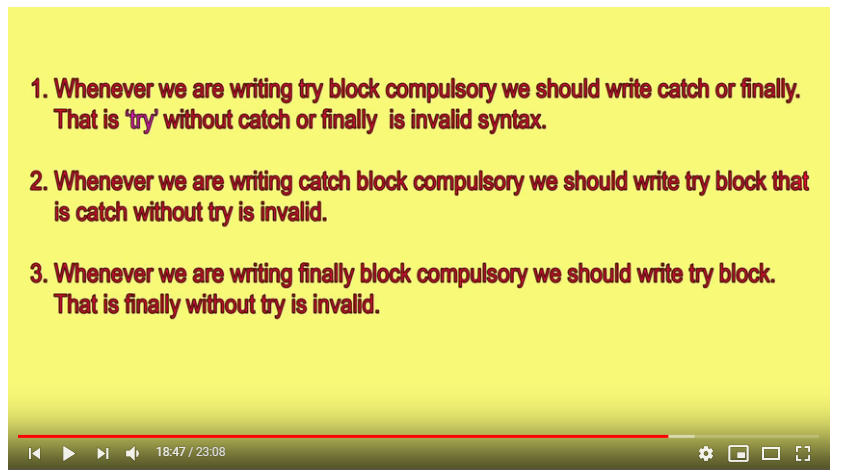 1. Whenever we are writing try block compulsory we should write catch or finally.
That is 'try' without catch or finally is invalid syntax.
2. Whenever we are writing catch block compulsory we should write try block that
is catch without try is invalid.
3. Whenever we are writing finally block compulsory we should write try block.
That is finally without try is invalid.
18:47 / 23:08